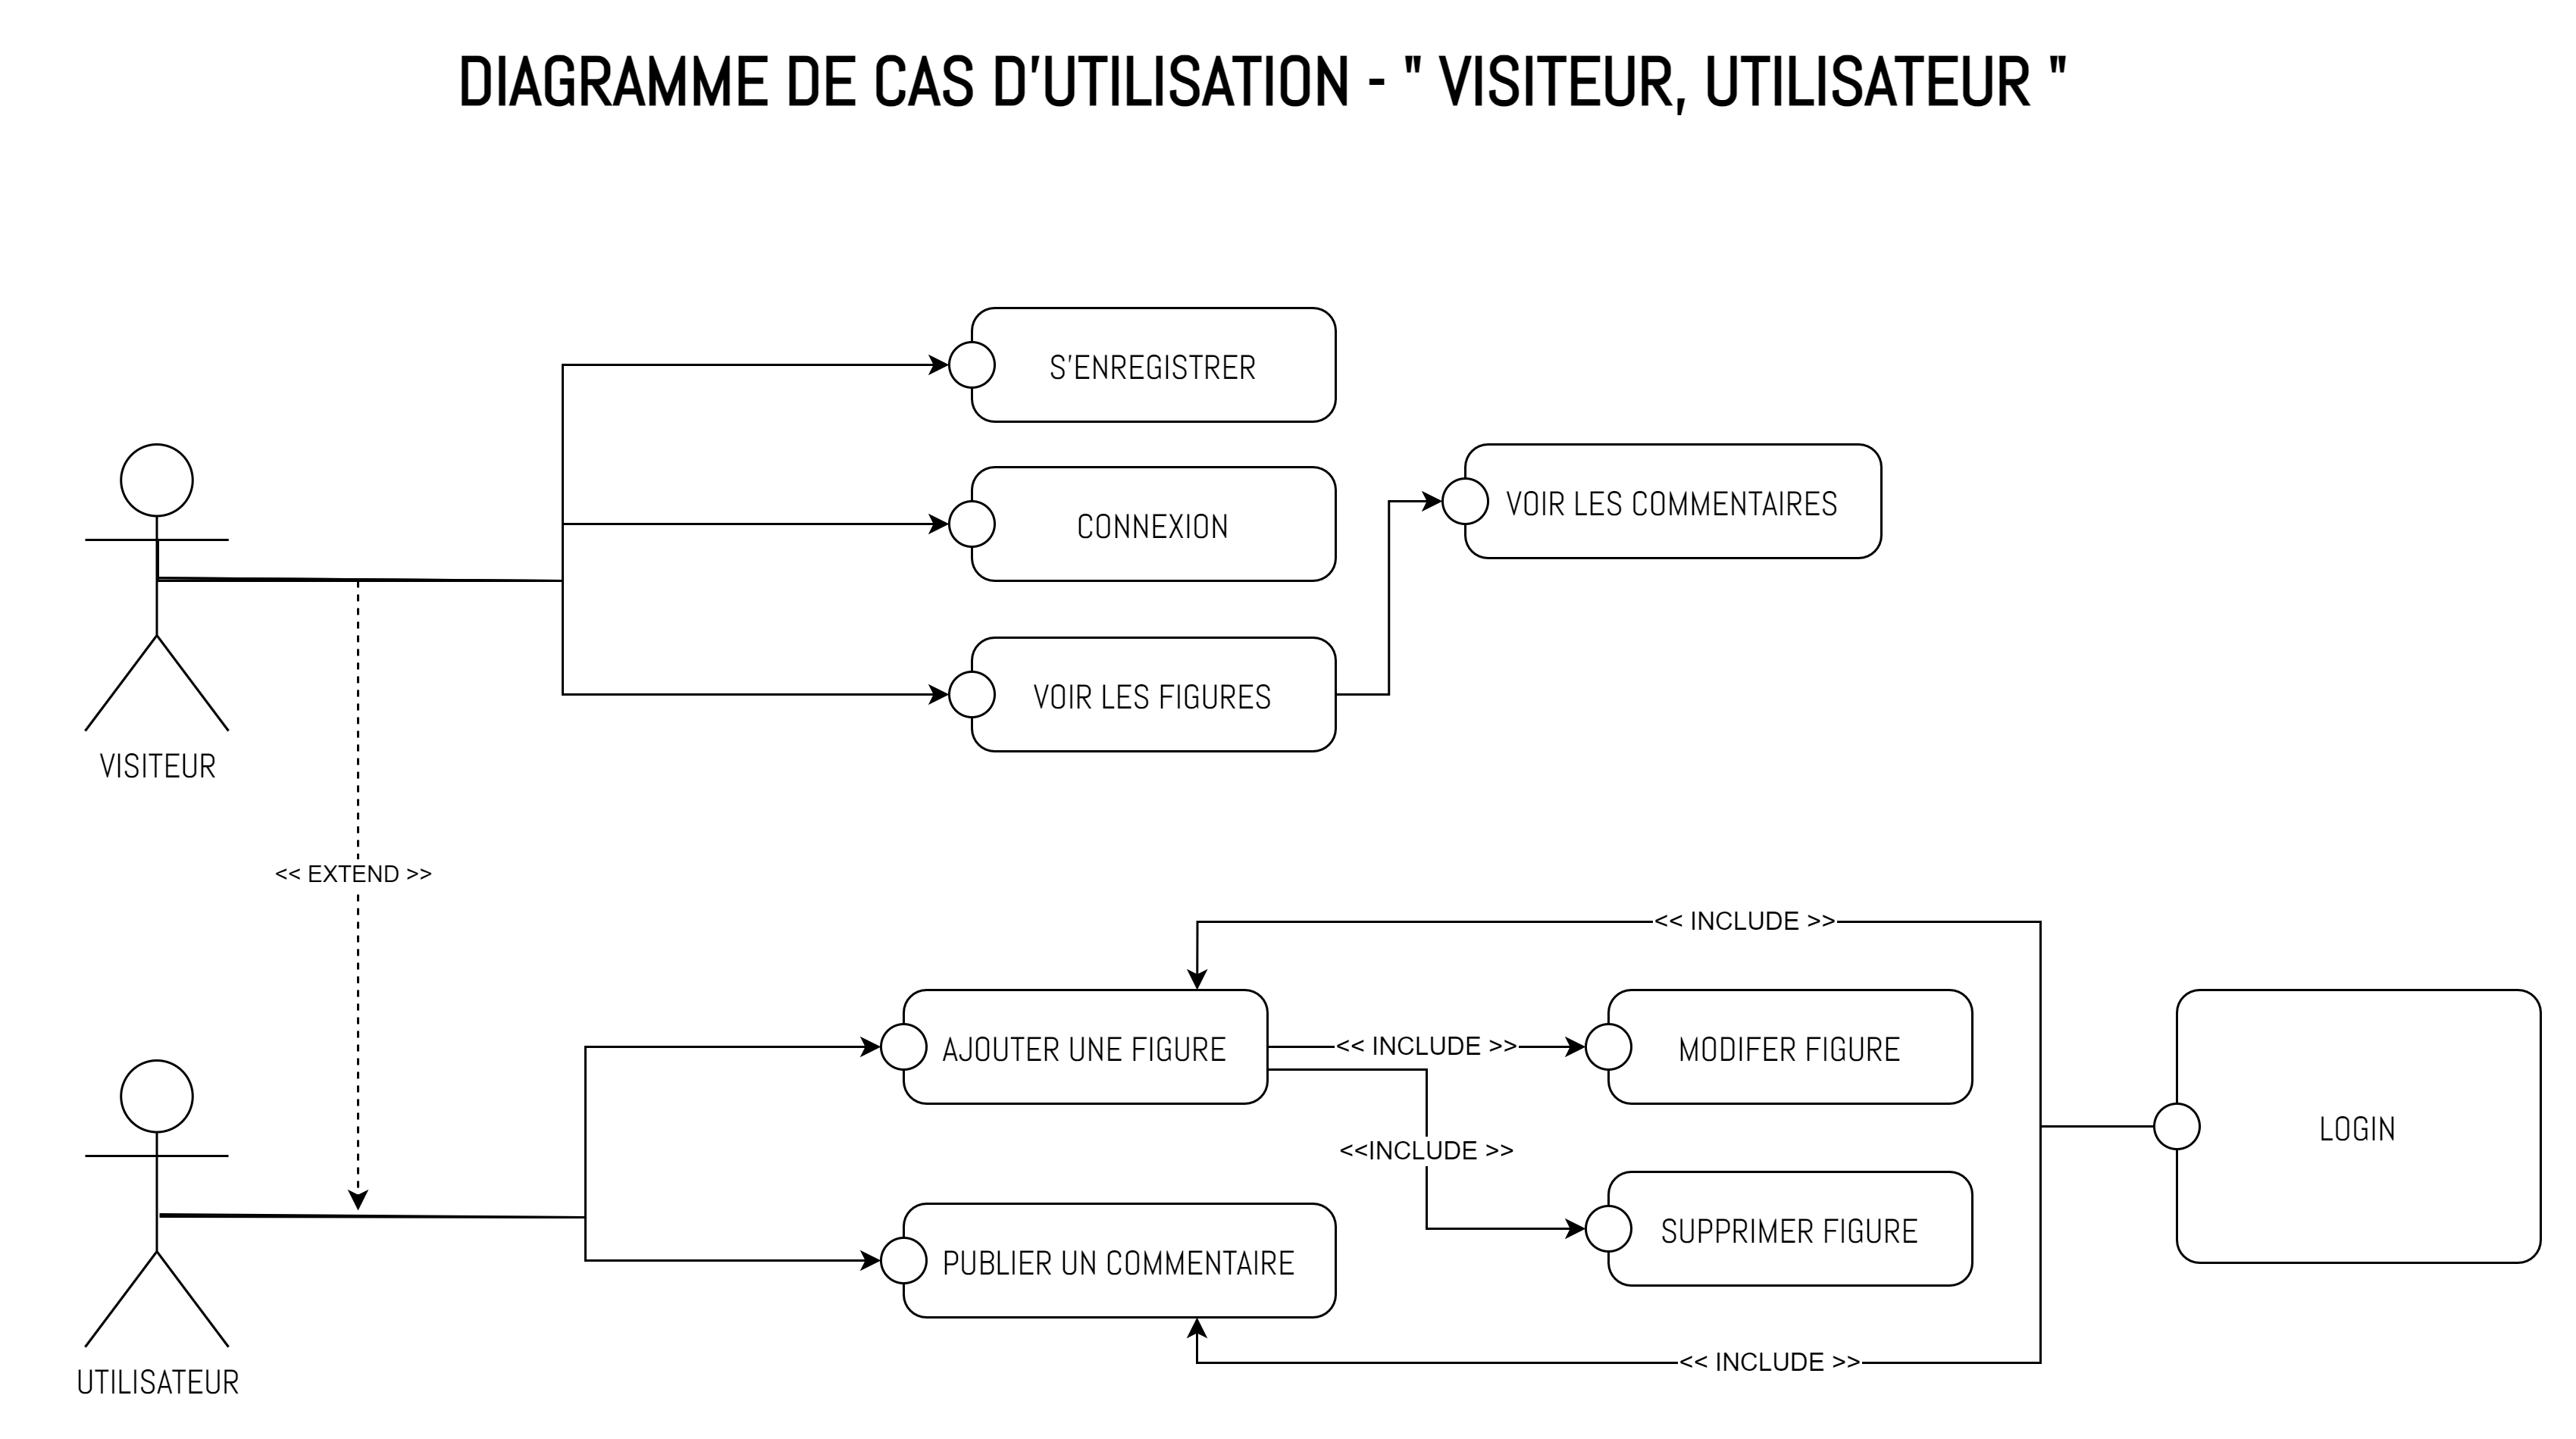 DIAGRAMME DE CAS D'UTILISATION - " VISITEUR, UTILISATEUR "
S'ENREGISTRER
CONNEXION
VOIR LES COMMENTAIRES
VOIR LES FIGURES
VISITEUR
<< EXTEND >>
<< INCLUDE >>
AJOUTER UNE FIGURE
<< INCLUDE >>
MODIFER FIGURE
LOGIN
<<INCLUDE >>
SUPPRIMER FIGURE
PUBLIER UN COMMENTAIRE
<< INCLUDE >>
UTILISATEUR